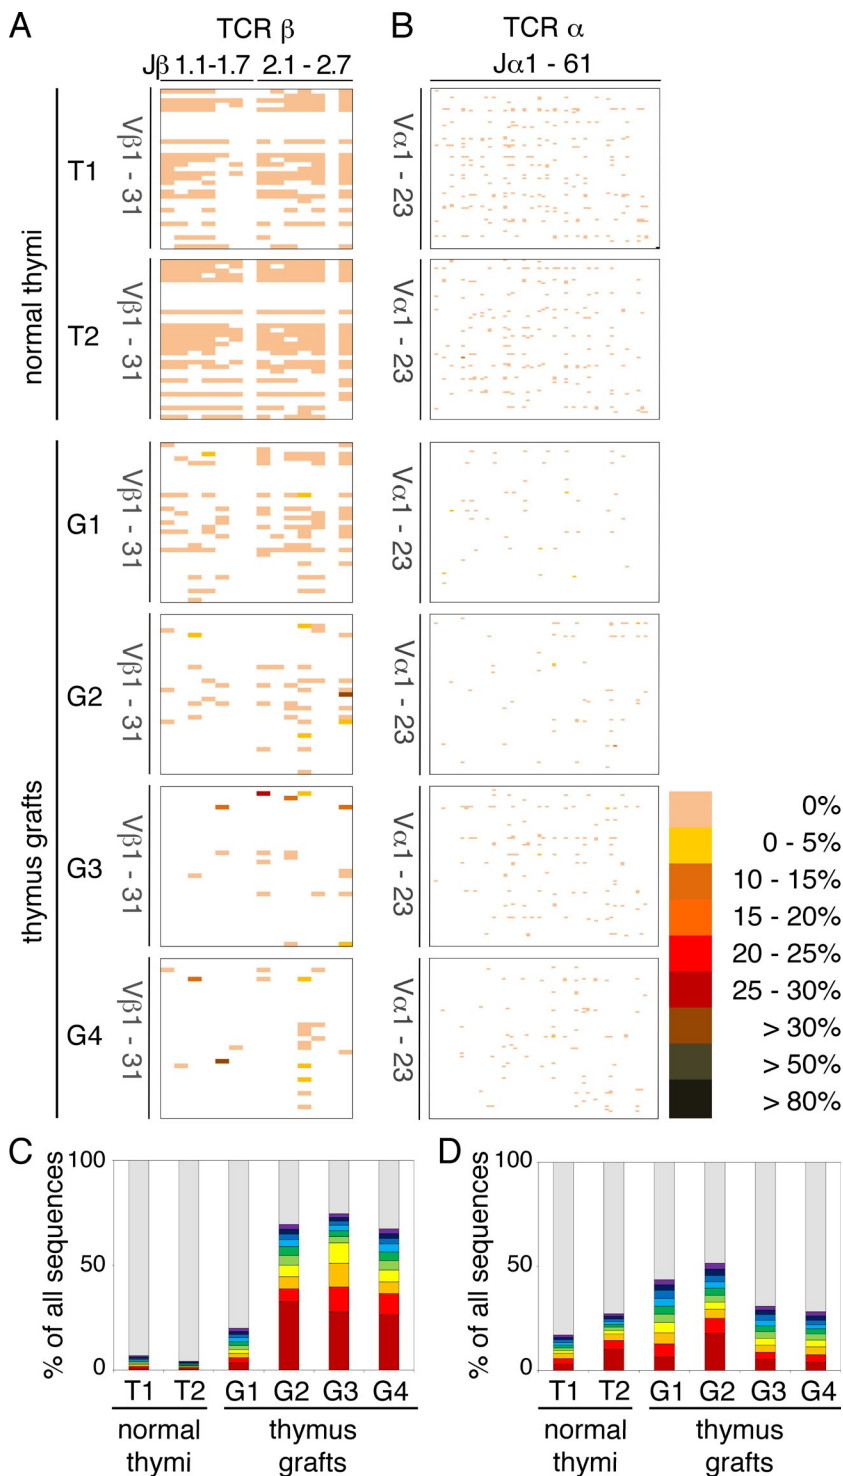 A
TCR β
B
TCR α
Jβ 1.1-1.7 2.1 - 2.7
Jα1 - 61
normal thymi
T1
Vβ1 - 31
Vα1 - 23
T2
Vβ1 - 31
Vα1 - 23
thymus grafts
G1
Vβ1 - 31
Vα1 - 23
G2
Vβ1 - 31
Vα1 - 23
G3
Vβ1 - 31
Vα1 - 23
G4
Vβ1 - 31
Vα1 - 23
0%
0 - 5%
10 - 15%
15 - 20%
20 - 25%
25 - 30%
> 30%
> 50%
> 80%
C
% of all sequences
100
50
0
T1 T2 G1 G2 G3 G4
normal
thymi
thymus
grafts
D
% of all sequences
100
50
0
T1 T2 G1 G2 G3 G4
normal
thymi
thymus
grafts